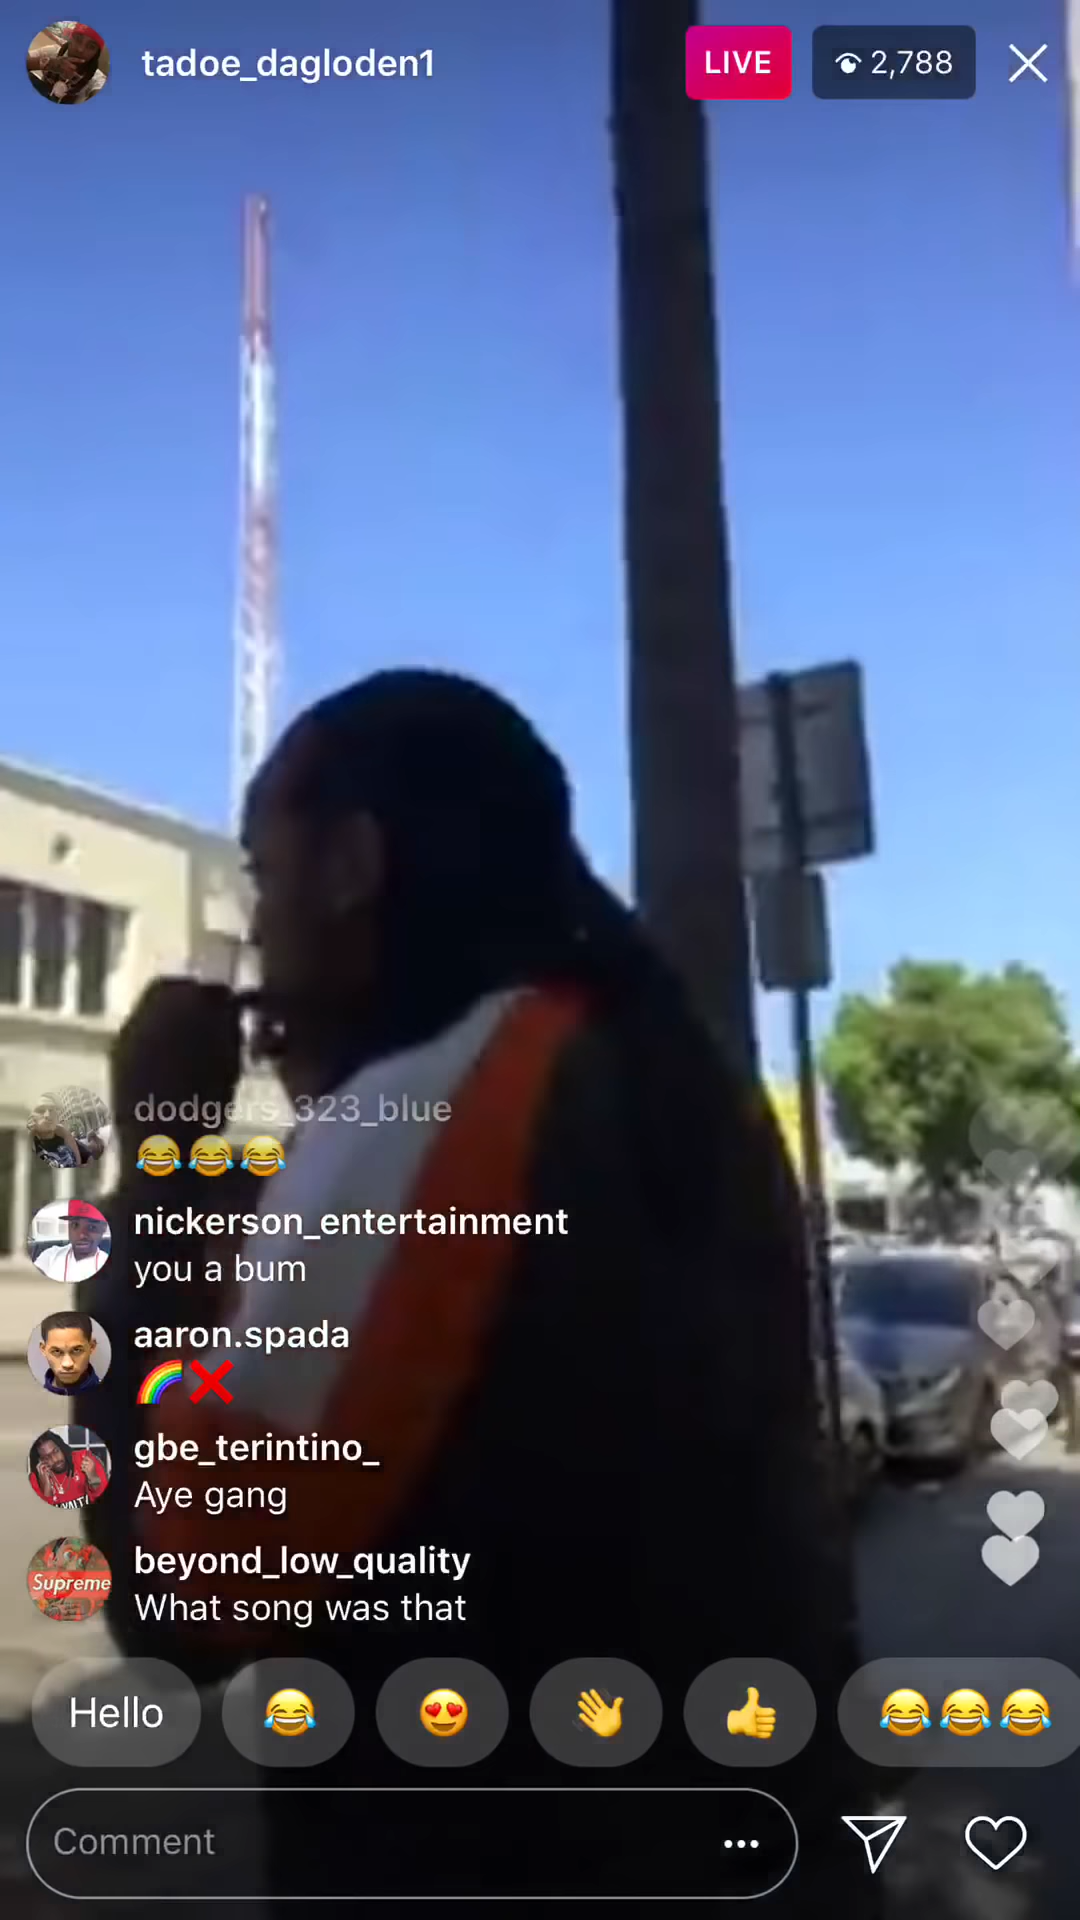 tadoe_dagloden1
LIVE
2,788
dodgers_323_blue
😂😂😂
nickerson_entertainment
you a bum
aaron.spada
🌈❌
gbe_terintino_
Aye gang
beyond_low_quality
Supreme
What song was that
Hello 😂 😍 👋 👍 😂😂😂
Comment